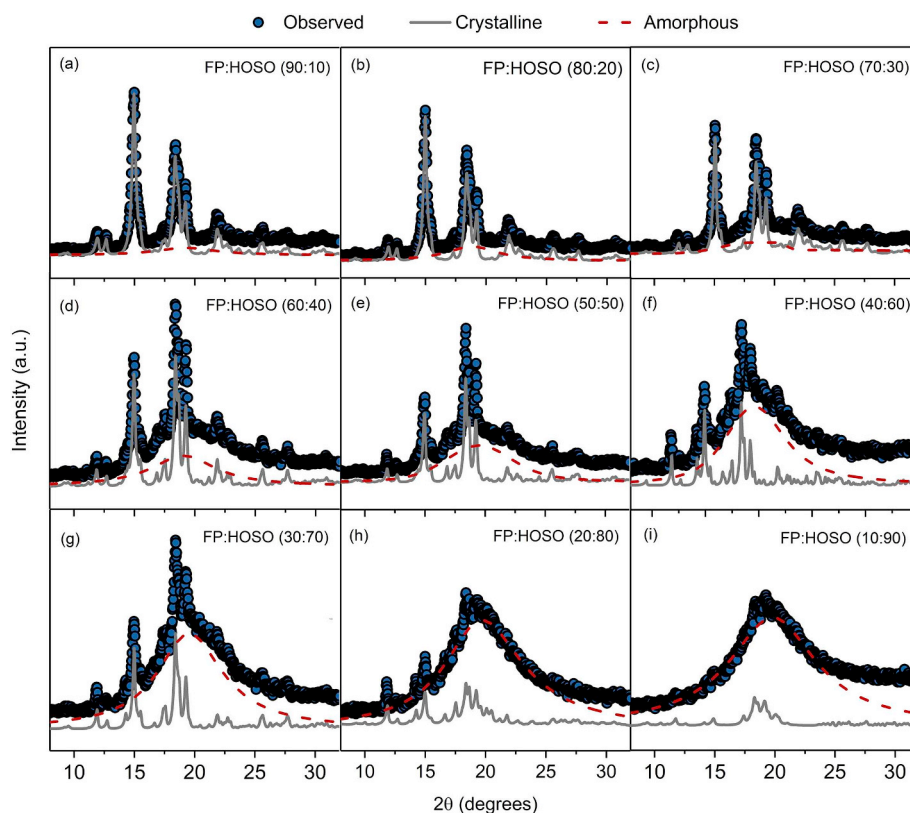 Observed Crystalline Amorphous
(a) FP:HOSO (90:10)
(b) FP:HOSO (80:20)
(c) FP:HOSO (70:30)
(d) FP:HOSO (60:40)
(e) FP:HOSO (50:50)
(f) FP:HOSO (40:60)
(g) FP:HOSO (30:70)
(h) FP:HOSO (20:80)
(i) FP:HOSO (10:90)
Intensity (a.u.)
10 15 20 25 30 10 15 20 25 30 10 15 20 25 30
2θ (degrees)